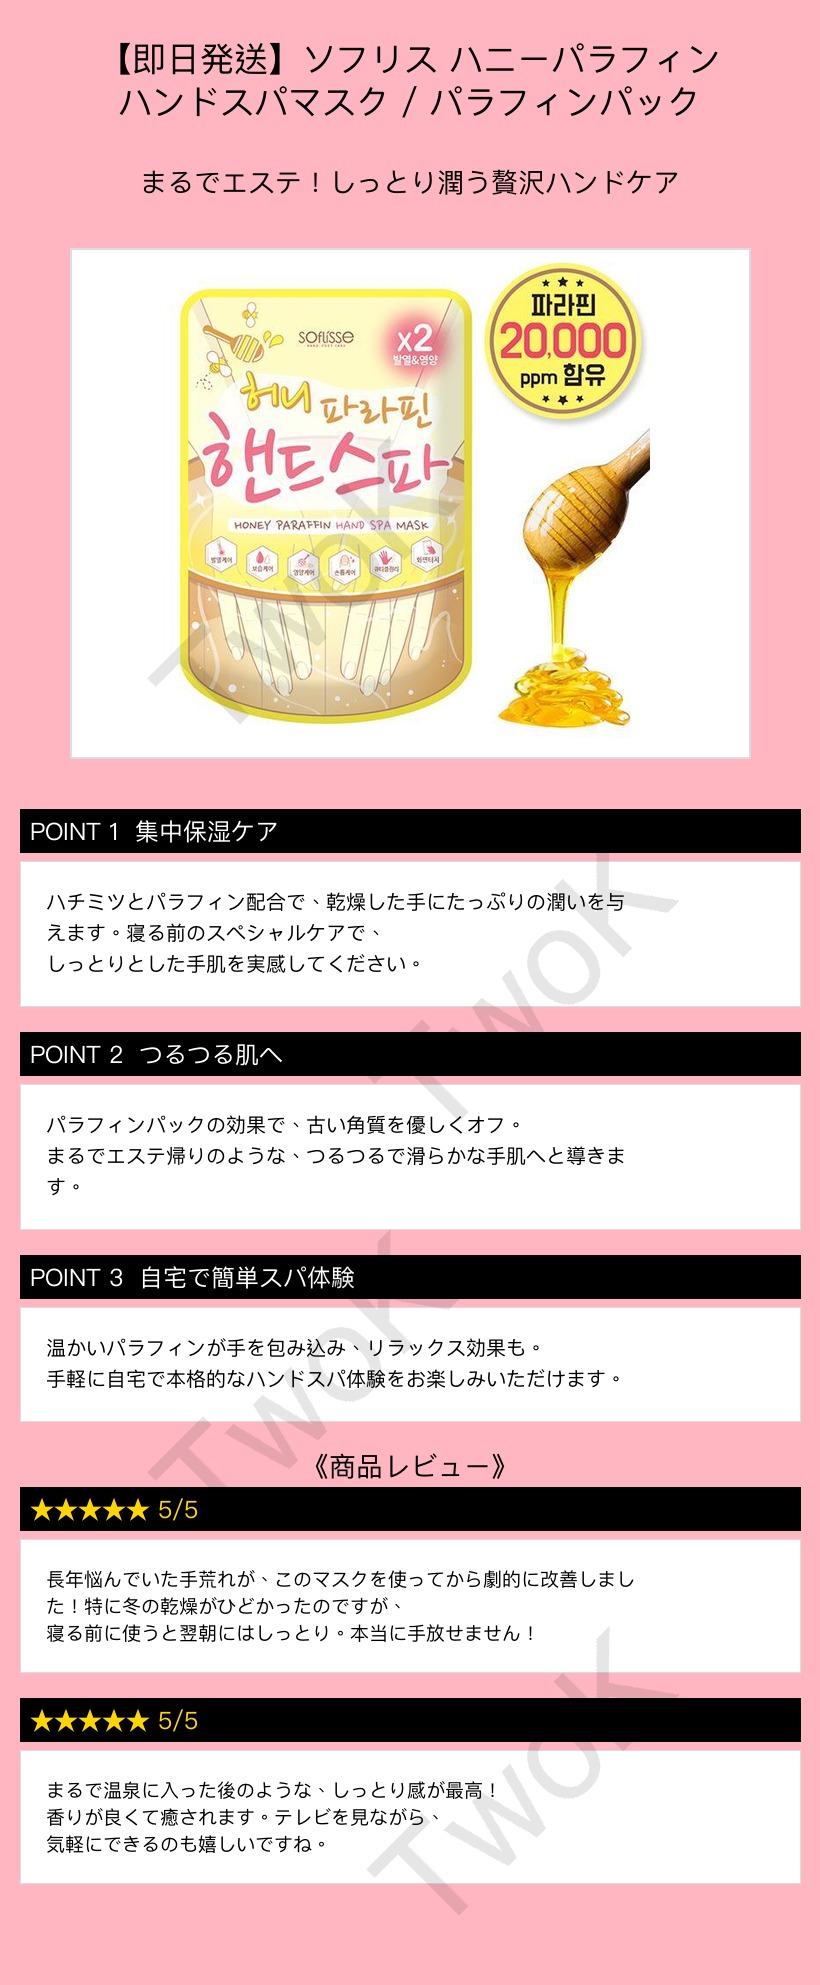 【即日発送】ソフリス ハニーパラフィン
ハンドスパマスク / パラフィンパック
まるでエステ！しっとり潤う贅沢ハンドケア
soflisse
HAND FOOT CARE
x2
발열&영양
허니 파라핀
핸드스파
HONEY PARAFFIN HAND SPA MASK
발열케어
보습케어
영양케어
손톱케어
큐티클정리
화면터치
파라핀
20,000
ppm 함유
POINT 1 集中保湿ケア
ハチミツとパラフィン配合で、乾燥した手にたっぷりの潤いを与
えます。寝る前のスペシャルケアで、
しっとりとした手肌を実感してください。
POINT 2 つるつる肌へ
パラフィンパックの効果で、古い角質を優しくオフ。
まるでエステ帰りのような、つるつるで滑らかな手肌へと導きま
す。
POINT 3 自宅で簡単スパ体験
温かいパラフィンが手を包み込み、リラックス効果も。
手軽に自宅で本格的なハンドスパ体験をお楽しみいただけます。
《商品レビュー》
★★★★★ 5/5
長年悩んでいた手荒れが、このマスクを使ってから劇的に改善しまし
た！特に冬の乾燥がひどかったのですが、
寝る前に使うと翌朝にはしっとり。本当に手放せません！
★★★★★ 5/5
まるで温泉に入った後のような、しっとり感が最高！
香りが良くて癒されます。テレビを見ながら、
気軽にできるのも嬉しいですね。
TwoK
TwoK
TwoK
TwoK